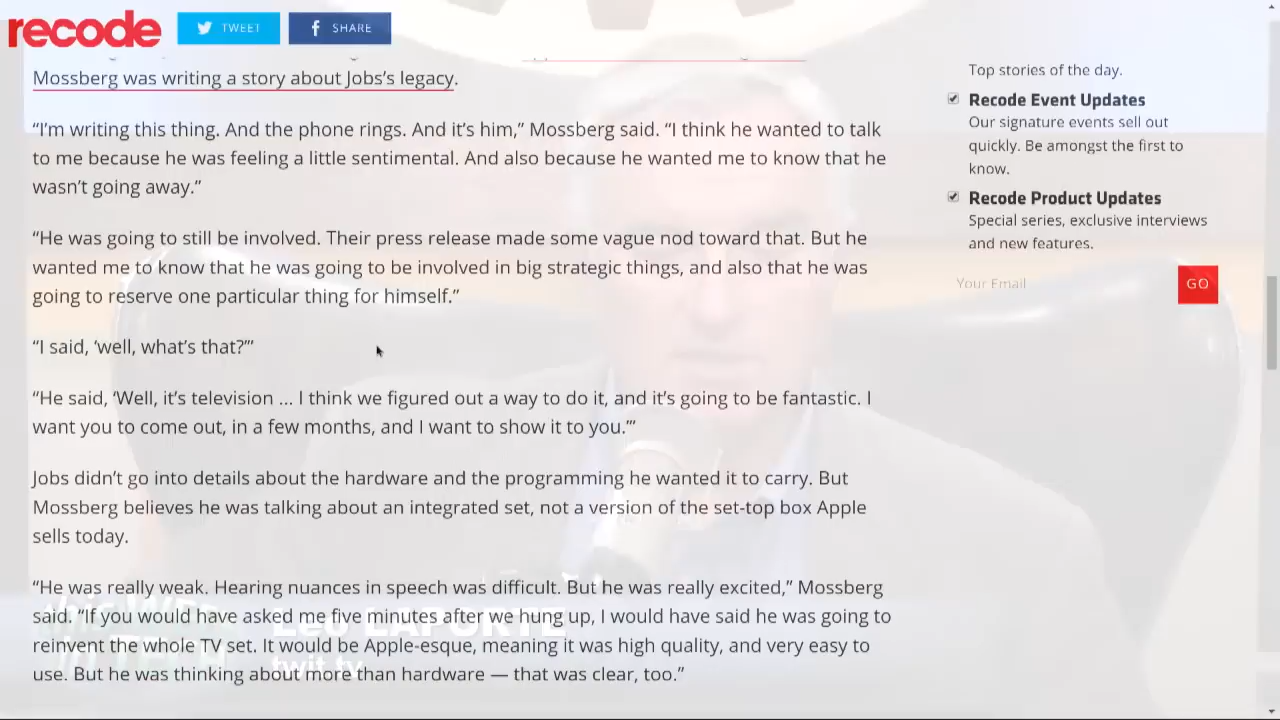 recode
TWEET
SHARE
Mossberg was writing a story about Jobs’s legacy.
“I’m writing this thing. And the phone rings. And it’s him,” Mossberg said. “I think he wanted to talk
to me because he was feeling a little sentimental. And also because he wanted me to know that he
wasn’t going away.”
“He was going to still be involved. Their press release made some vague nod toward that. But he
wanted me to know that he was going to be involved in big strategic things, and also that he was
going to reserve one particular thing for himself.”
“I said, ‘well, what’s that?’”
“He said, ‘Well, it’s television ... I think we figured out a way to do it, and it’s going to be fantastic. I
want you to come out, in a few months, and I want to show it to you.’”
Jobs didn’t go into details about the hardware and the programming he wanted it to carry. But
Mossberg believes he was talking about an integrated set, not a version of the set-top box Apple
sells today.
“He was really weak. Hearing nuances in speech was difficult. But he was really excited,” Mossberg
said. “If you would have asked me five minutes after we hung up, I would have said he was going to
reinvent the whole TV set. It would be Apple-esque, meaning it was high quality, and very easy to
use. But he was thinking about more than hardware — that was clear, too.”
Top stories of the day.
Recode Event Updates
Our signature events sell out
quickly. Be amongst the first to
know.
Recode Product Updates
Special series, exclusive interviews
and new features.
Your Email
GO
this WEEK
in TECH
Leo LAPORTE
twit.tv